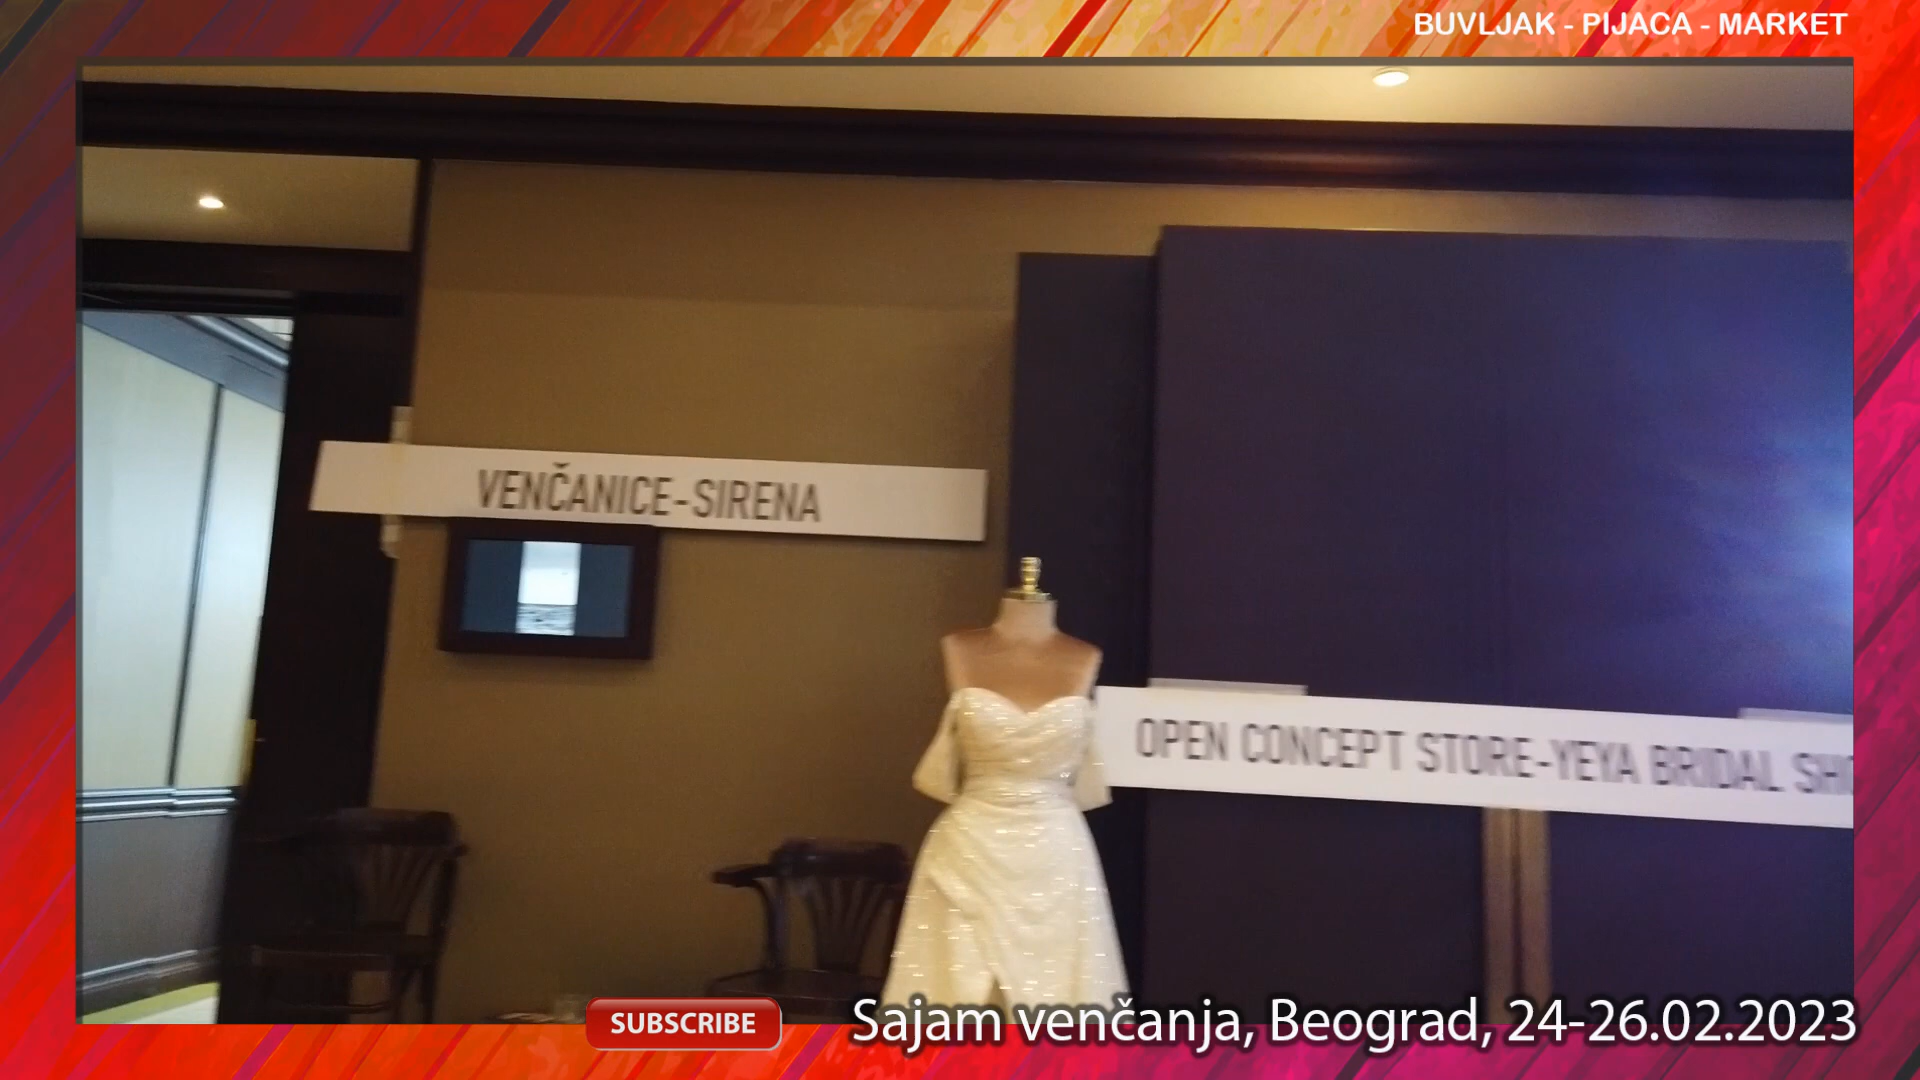 BUVLJAK - PIJACA - MARKET
VENČANICE-SIRENA
OPEN CONCEPT STORE-YEYA BRIDAL
SUBSCRIBE
Sajam venčanja, Beograd, 24-26.02.2023